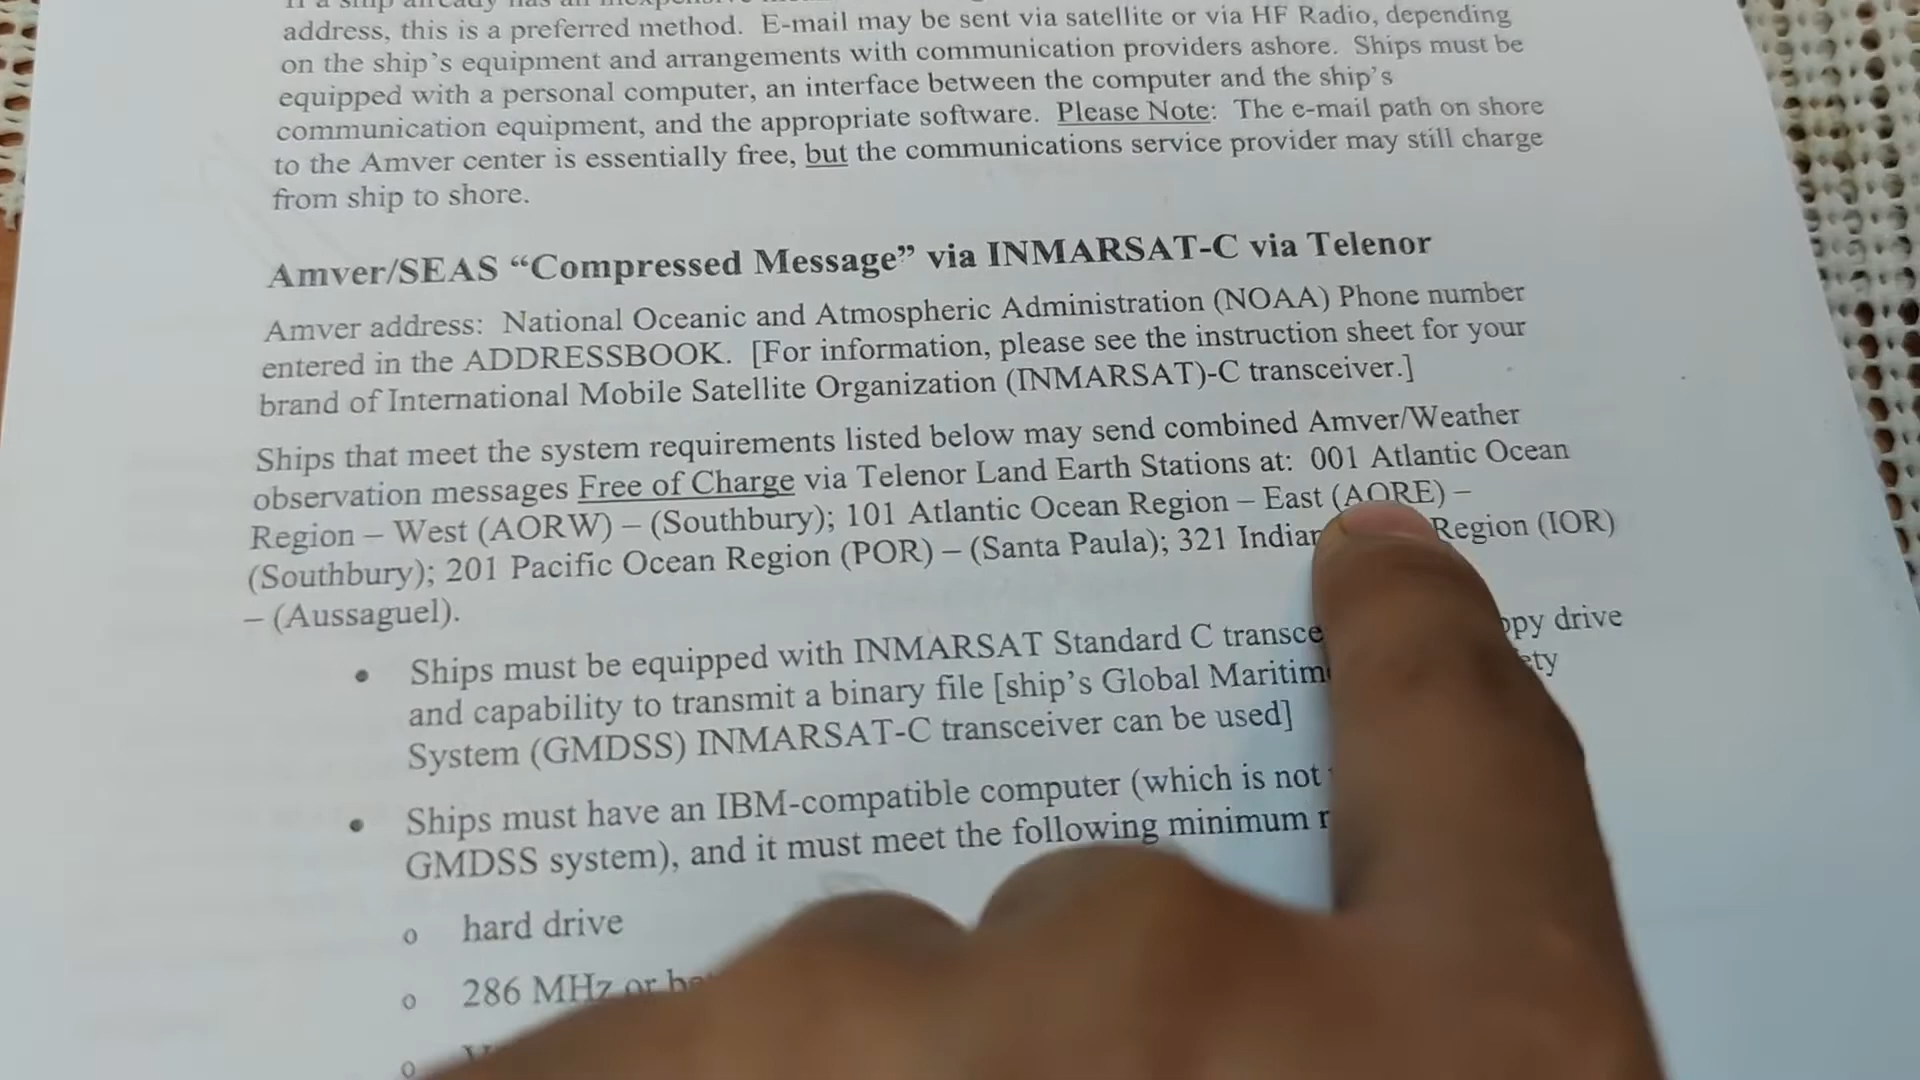 address, this is a preferred method. E-mail may be sent via satellite or via HF Radio, depending
on the ship's equipment and arrangements with communication providers ashore. Ships must be
equipped with a personal computer, an interface between the computer and the ship's
communication equipment, and the appropriate software. Please Note: The e-mail path on shore
to the Amver center is essentially free, but the communications service provider may still charge
from ship to shore.
Amver/SEAS “Compressed Message” via INMARSAT-C via Telenor
Amver address: National Oceanic and Atmospheric Administration (NOAA) Phone number
entered in the ADDRESSBOOK. [For information, please see the instruction sheet for your
brand of International Mobile Satellite Organization (INMARSAT)-C transceiver.]
Ships that meet the system requirements listed below may send combined Amver/Weather
observation messages Free of Charge via Telenor Land Earth Stations at: 001 Atlantic Ocean
Region – West (AORW) – (Southbury); 101 Atlantic Ocean Region – East (AORE) –
(Southbury); 201 Pacific Ocean Region (POR) – (Santa Paula); 321 Indian Region (IOR)
– (Aussaguel).
• Ships must be equipped with INMARSAT Standard C drive
and capability to transmit a binary file [ship's Global
System (GMDSS) INMARSAT-C transceiver can be used]
• Ships must have an IBM-compatible computer (which is not
GMDSS system), and it must meet the following minimum
o hard drive
o 286 MHz or
o